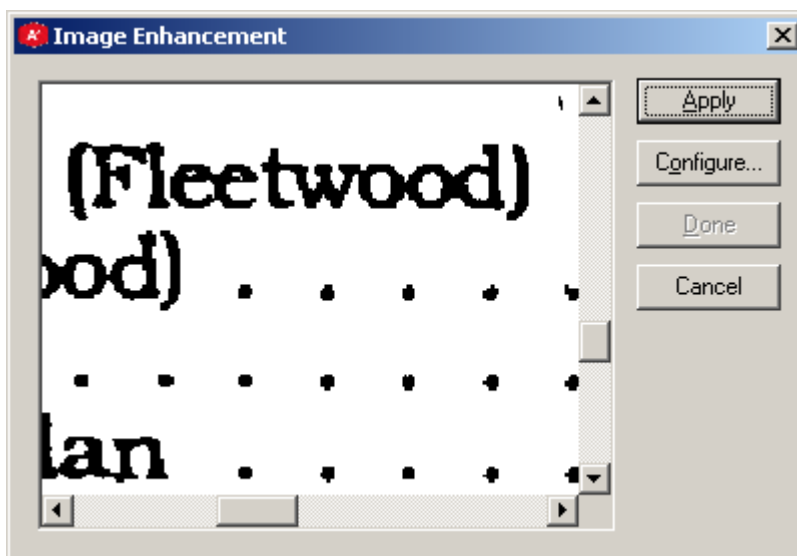 Image Enhancement
(Fleetwood)
ood) . . . . .
. . . . . . .
lan . . . . .
Apply
Configure...
Done
Cancel